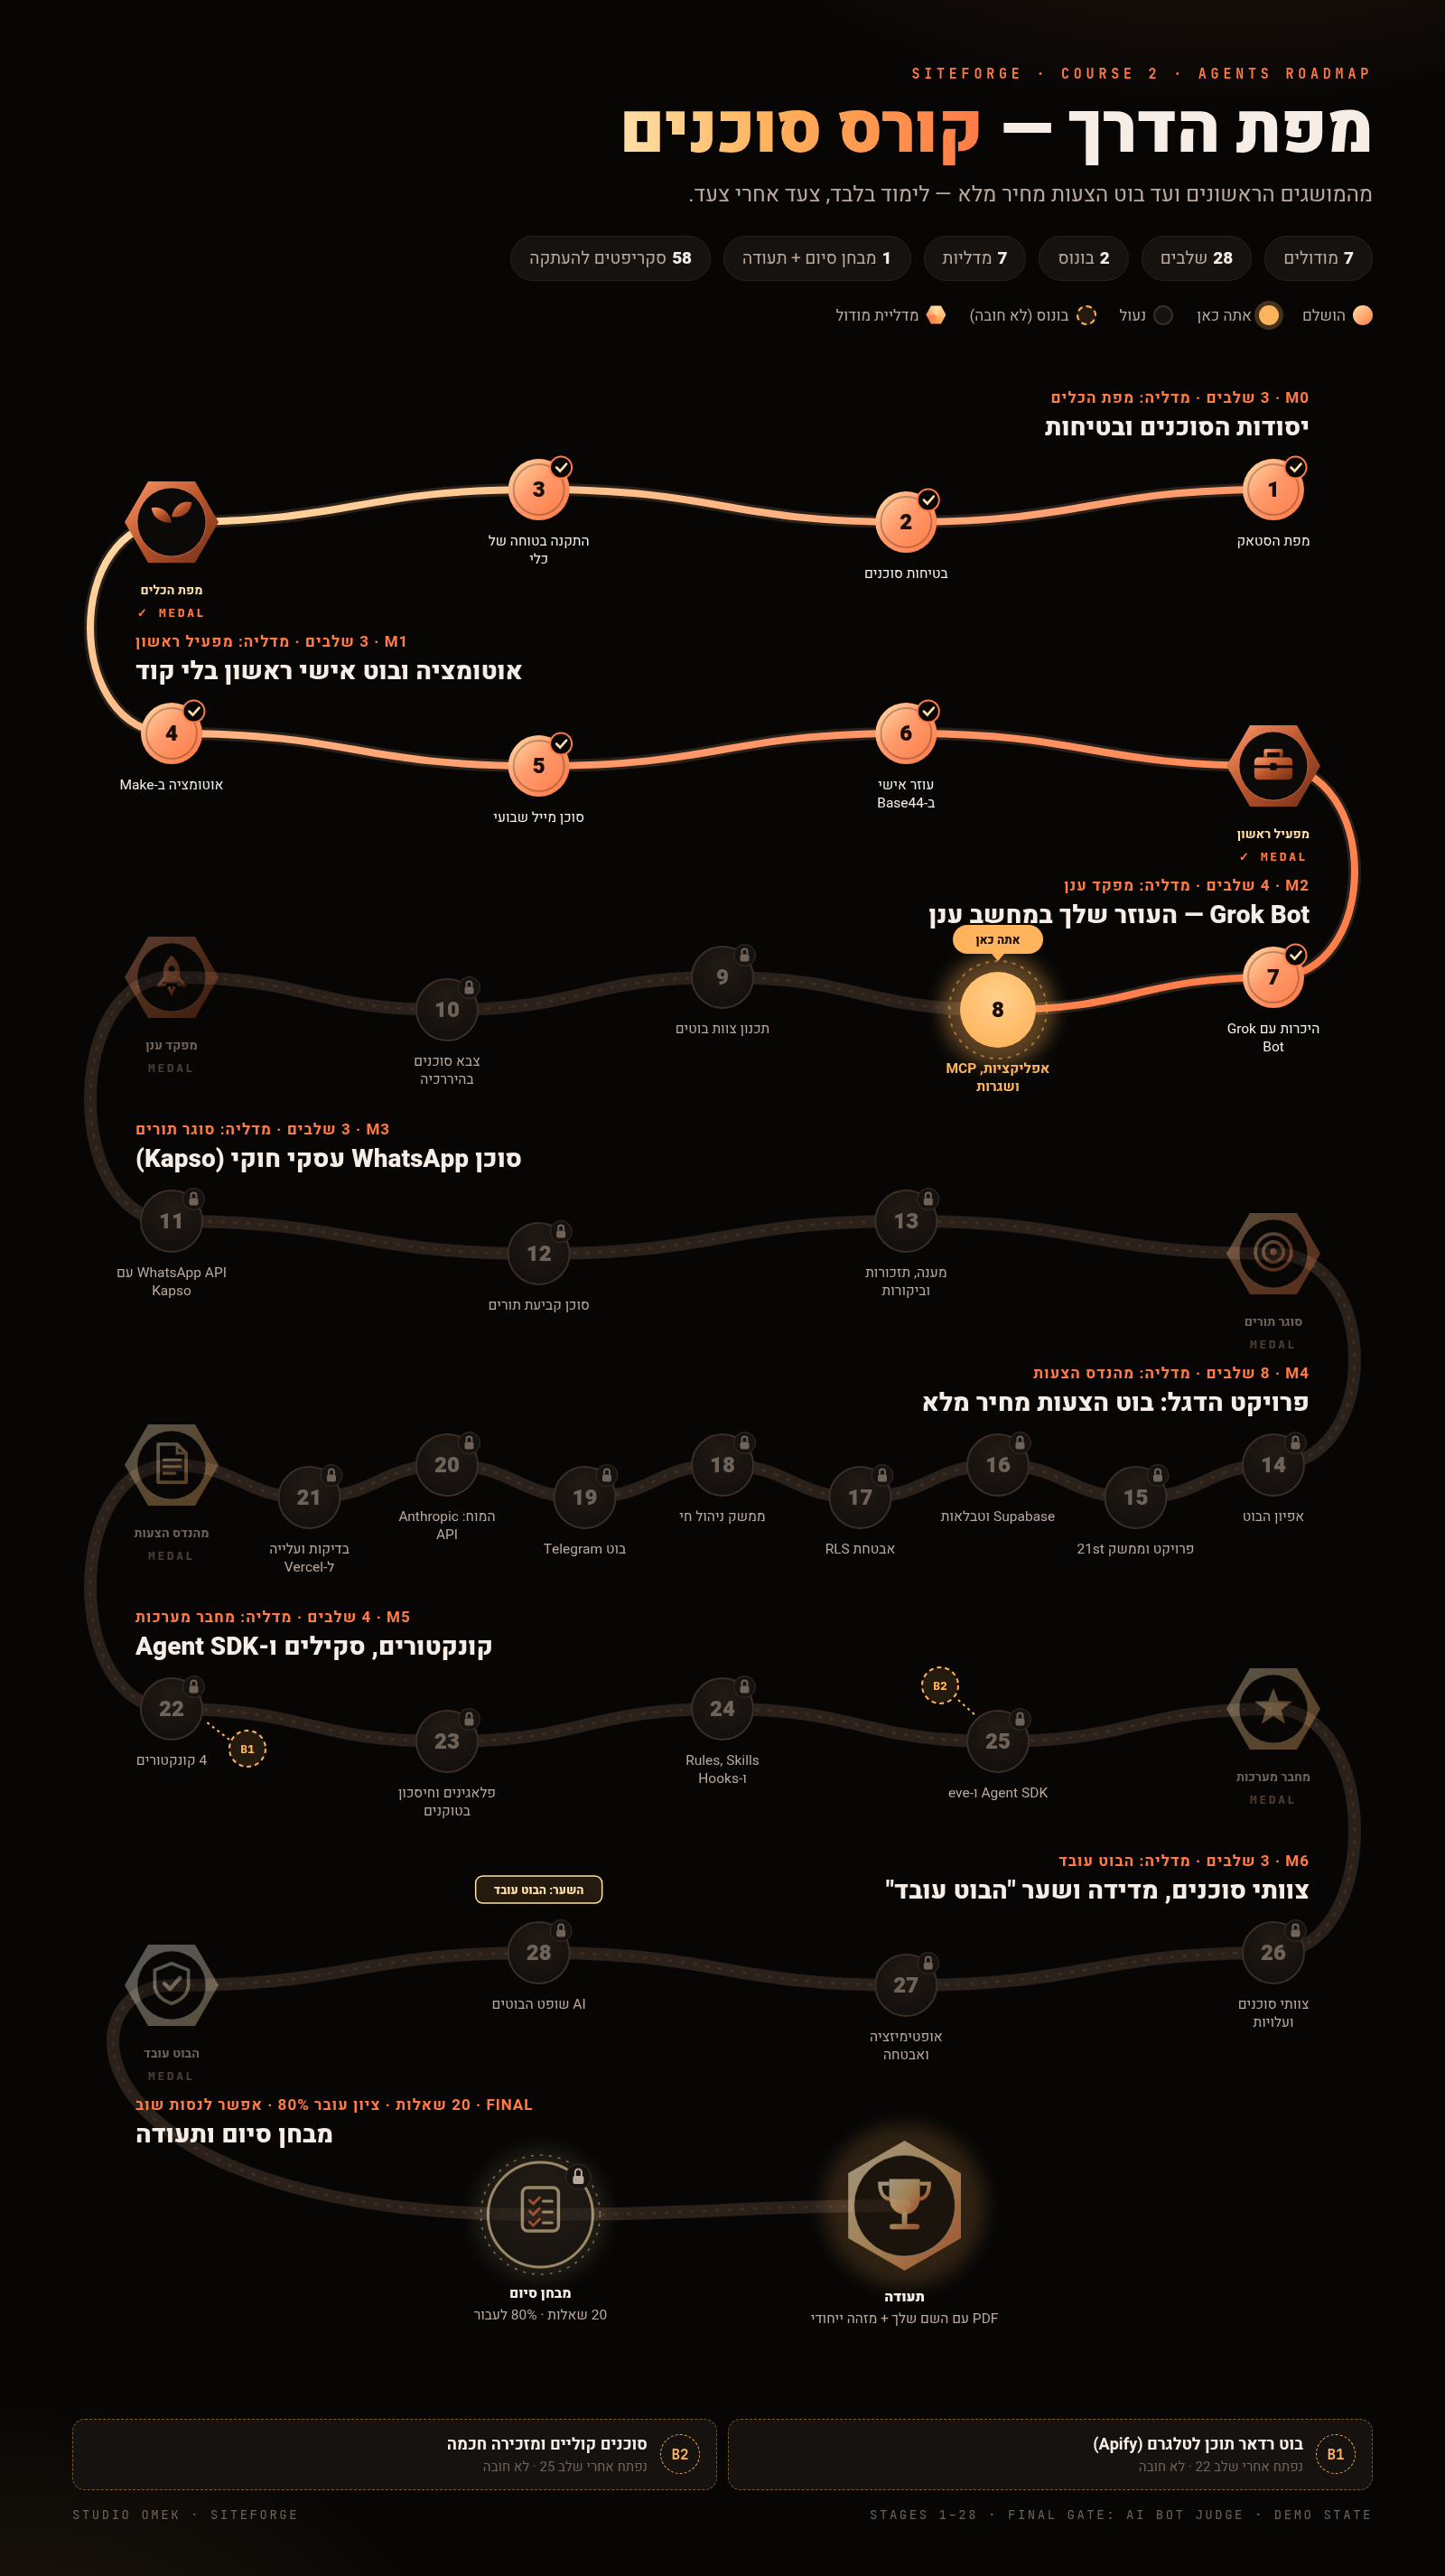 SITEFORGE · COURSE 2 · AGENTS ROADMAP
מפת הדרך — קורס סוכנים
מהמושגים הראשונים ועד בוט הצעות מחיר מלא — לימוד בלבד, צעד אחרי צעד.
7 מודולים
28 שלבים
2 בונוס
7 מדליות
1 מבחן סיום + תעודה
58 סקריפטים להעתקה
הושלם
אתה כאן
נעול
בונוס (לא חובה)
מדליית מודול
M0 · 3 שלבים · מדליה: מפת הכלים
יסודות הסוכנים ובטיחות
1
מפת הסטאק
2
בטיחות סוכנים
3
התקנה בטוחה של
כלי
מפת הכלים
✓ MEDAL
M1 · 3 שלבים · מדליה: מפעיל ראשון
אוטומציה ובוט אישי ראשון בלי קוד
4
אוטומציה ב-Make
5
סוכן מייל שבועי
6
עוזר אישי
ב-Base44
מפעיל ראשון
✓ MEDAL
M2 · 4 שלבים · מדליה: מפקד ענן
Grok Bot — העוזר שלך במחשב ענן
אתה כאן
7
היכרות עם Grok
Bot
8
אפליקציות, MCP
ושגרות
9
תכנון צוות בוטים
10
צבא סוכנים
בהיררכיה
מפקד ענן
MEDAL
M3 · 3 שלבים · מדליה: סוגר תורים
סוכן WhatsApp עסקי חוקי (Kapso)
11
WhatsApp API עם
Kapso
12
סוכן קביעת תורים
13
מענה, תזכורות
וביקורות
סוגר תורים
MEDAL
M4 · 8 שלבים · מדליה: מהנדס הצעות
פרויקט הדגל: בוט הצעות מחיר מלא
14
אפיון הבוט
15
פרויקט וממשק 21st
16
Supabase וטבלאות
17
אבטחת RLS
18
ממשק ניהול חי
19
בוט Telegram
20
המוח: Anthropic
API
21
בדיקות ועלייה
ל-Vercel
מהנדס הצעות
MEDAL
M5 · 4 שלבים · מדליה: מחבר מערכות
קונקטורים, סקילים ו-Agent SDK
22
4 קונקטורים
B1
23
פלאגינים וחיסכון
בטוקנים
24
Rules, Skills
ו-Hooks
B2
25
Agent SDK ו-eve
מחבר מערכות
MEDAL
M6 · 3 שלבים · מדליה: הבוט עובד
צוותי סוכנים, מדידה ושער "הבוט עובד"
השער: הבוט עובד
26
צוותי סוכנים
ועלויות
27
אופטימיזציה
ואבטחה
28
AI שופט הבוטים
הבוט עובד
MEDAL
FINAL · 20 שאלות · ציון עובר 80% · אפשר לנסות שוב
מבחן סיום ותעודה
מבחן סיום
20 שאלות · 80% לעבור
תעודה
PDF עם השם שלך + מזהה ייחודי
B1
בוט רדאר תוכן לטלגרם (Apify)
נפתח אחרי שלב 22 · לא חובה
B2
סוכנים קוליים ומזכירה חכמה
נפתח אחרי שלב 25 · לא חובה
STUDIO OMEK · SITEFORGE
STAGES 1–28 · FINAL GATE: AI BOT JUDGE · DEMO STATE